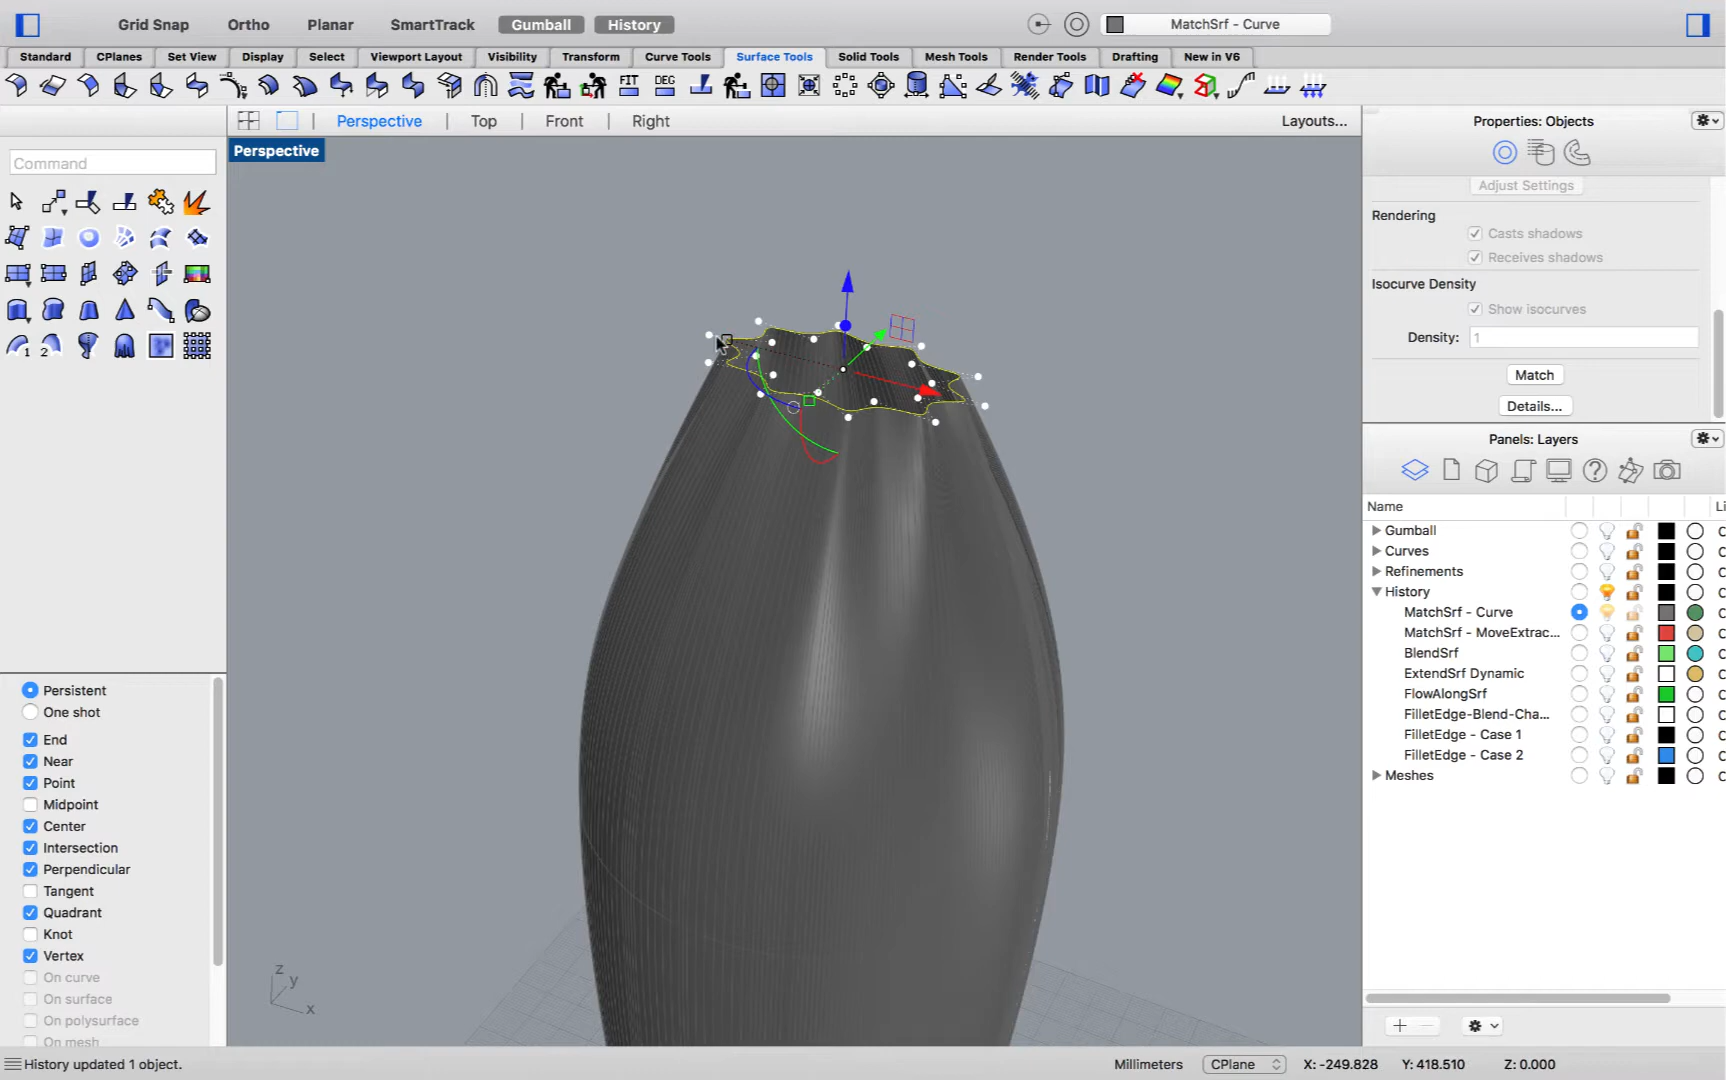 Grid Snap Ortho Planar SmartTrack Gumball History MatchSrf - Curve
Standard CPlanes Set View Display Select Viewport Layout Visibility Transform Curve Tools Surface Tools Solid Tools Mesh Tools Render Tools Drafting New in V6
FIT DEG
Perspective Top Front Right Layouts...
Perspective
Command
1 2
Persistent
One shot
End
Near
Point
Midpoint
Center
Intersection
Perpendicular
Tangent
Quadrant
Knot
Vertex
On curve
On surface
On polysurface
On mesh
z
y
x
Properties: Objects
Adjust Settings
Rendering
Casts shadows
Receives shadows
Isocurve Density
Show isocurves
Density: 1
Match
Details...
Panels: Layers
Name Li
Gumball C
Curves C
Refinements C
History C
MatchSrf - Curve C
MatchSrf - MoveExtrac... C
BlendSrf C
ExtendSrf Dynamic C
FlowAlongSrf C
FilletEdge-Blend-Cha... C
FilletEdge - Case 1 C
FilletEdge - Case 2 C
Meshes C
History updated 1 object. Millimeters CPlane X: -249.828 Y: 418.510 Z: 0.000